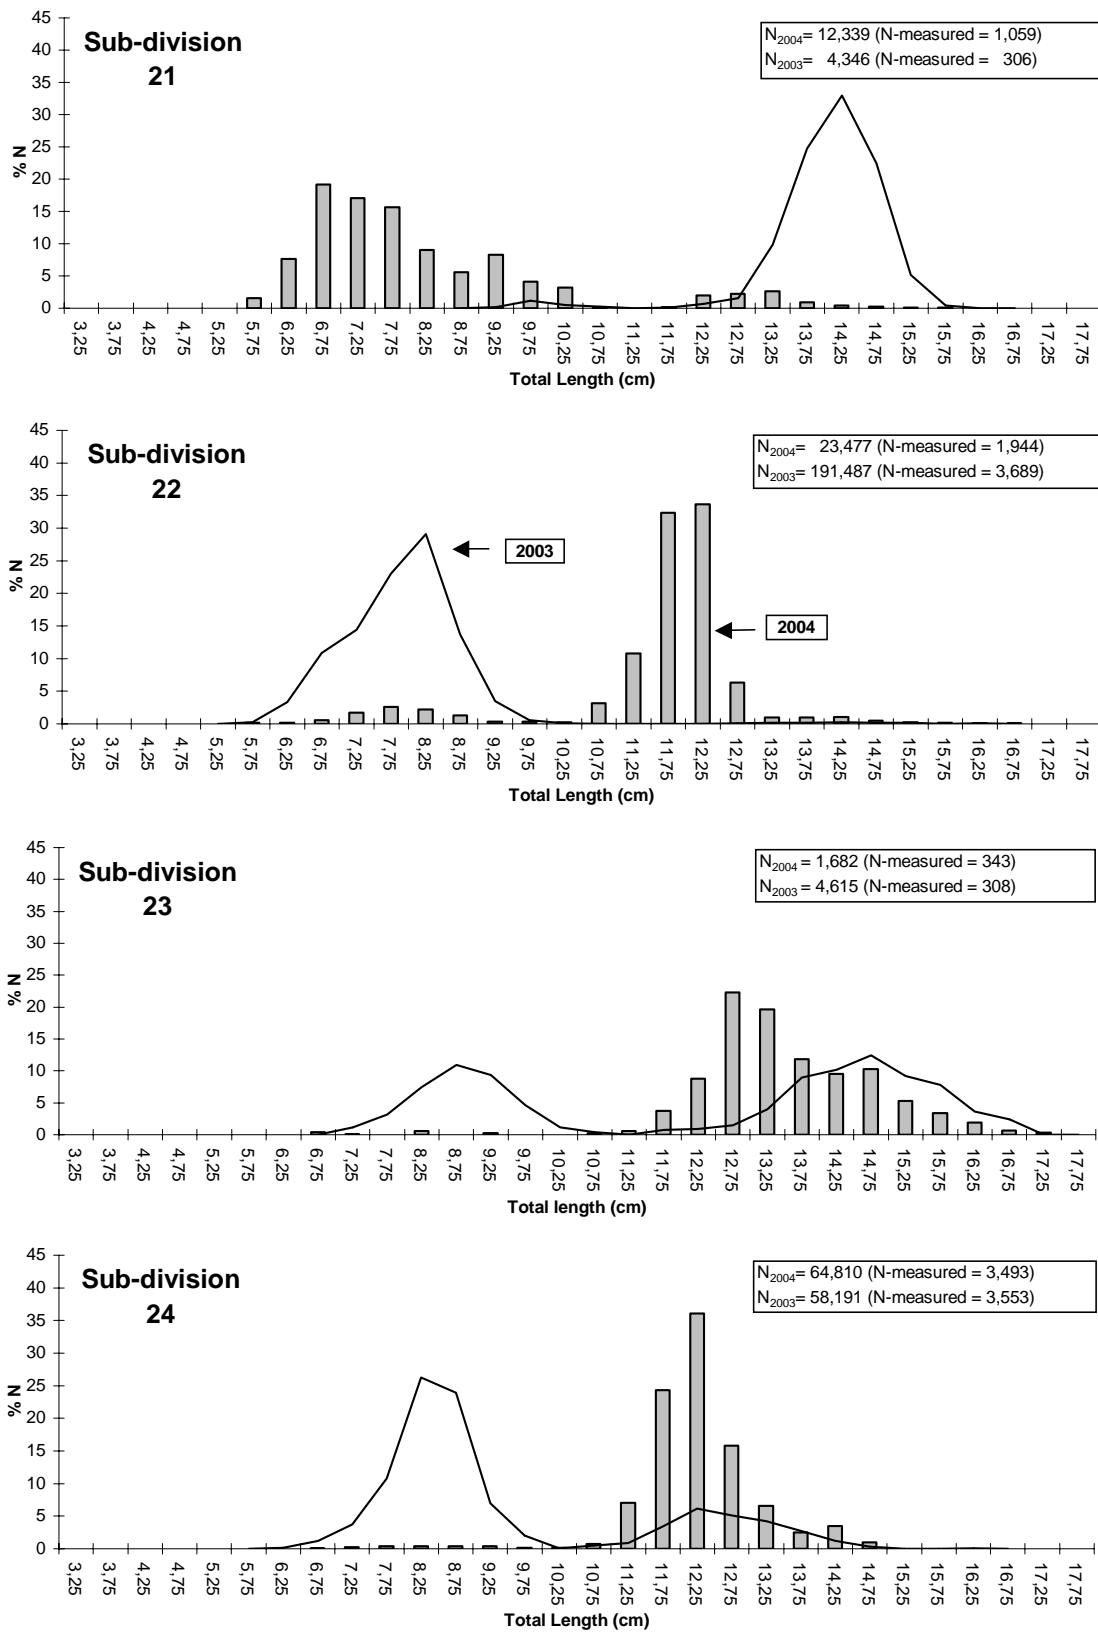 Sub-division
21
N2004= 12,339 (N-measured = 1,059)
N2003= 4,346 (N-measured = 306)
% N
45
40
35
30
25
20
15
10
5
0
3,25 3,75 4,25 4,75 5,25 5,75 6,25 6,75 7,25 7,75 8,25 8,75 9,25 9,75 10,25 10,75 11,25 11,75 12,25 12,75 13,25 13,75 14,25 14,75 15,25 15,75 16,25 16,75 17,25 17,75
Total Length (cm)
Sub-division
22
N2004= 23,477 (N-measured = 1,944)
N2003= 191,487 (N-measured = 3,689)
2003
2004
% N
45
40
35
30
25
20
15
10
5
0
3,25 3,75 4,25 4,75 5,25 5,75 6,25 6,75 7,25 7,75 8,25 8,75 9,25 9,75 10,25 10,75 11,25 11,75 12,25 12,75 13,25 13,75 14,25 14,75 15,25 15,75 16,25 16,75 17,25 17,75
Total Length (cm)
Sub-division
23
N2004 = 1,682 (N-measured = 343)
N2003 = 4,615 (N-measured = 308)
% N
45
40
35
30
25
20
15
10
5
0
3,25 3,75 4,25 4,75 5,25 5,75 6,25 6,75 7,25 7,75 8,25 8,75 9,25 9,75 10,25 10,75 11,25 11,75 12,25 12,75 13,25 13,75 14,25 14,75 15,25 15,75 16,25 16,75 17,25 17,75
Total length (cm)
Sub-division
24
N2004= 64,810 (N-measured = 3,493)
N2003= 58,191 (N-measured = 3,553)
% N
45
40
35
30
25
20
15
10
5
0
3,25 3,75 4,25 4,75 5,25 5,75 6,25 6,75 7,25 7,75 8,25 8,75 9,25 9,75 10,25 10,75 11,25 11,75 12,25 12,75 13,25 13,75 14,25 14,75 15,25 15,75 16,25 16,75 17,25 17,75
Total Length (cm)